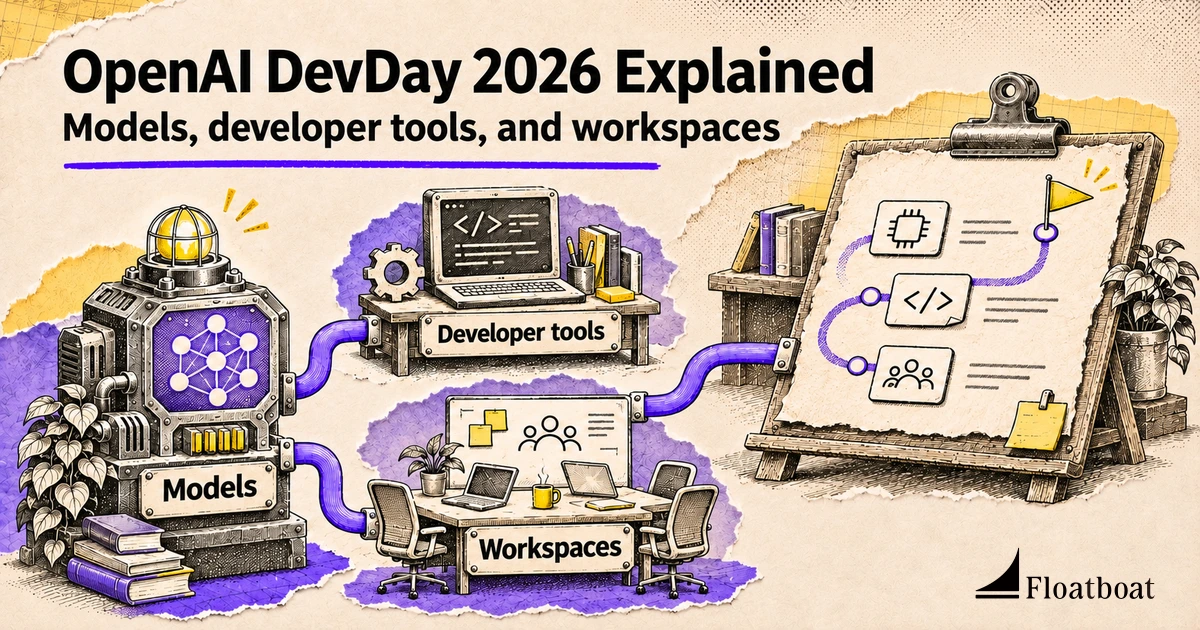 OpenAI DevDay 2026 Explained
Models, developer tools, and workspaces
</>
Developer tools
Models
Workspaces
</>
Floatboat